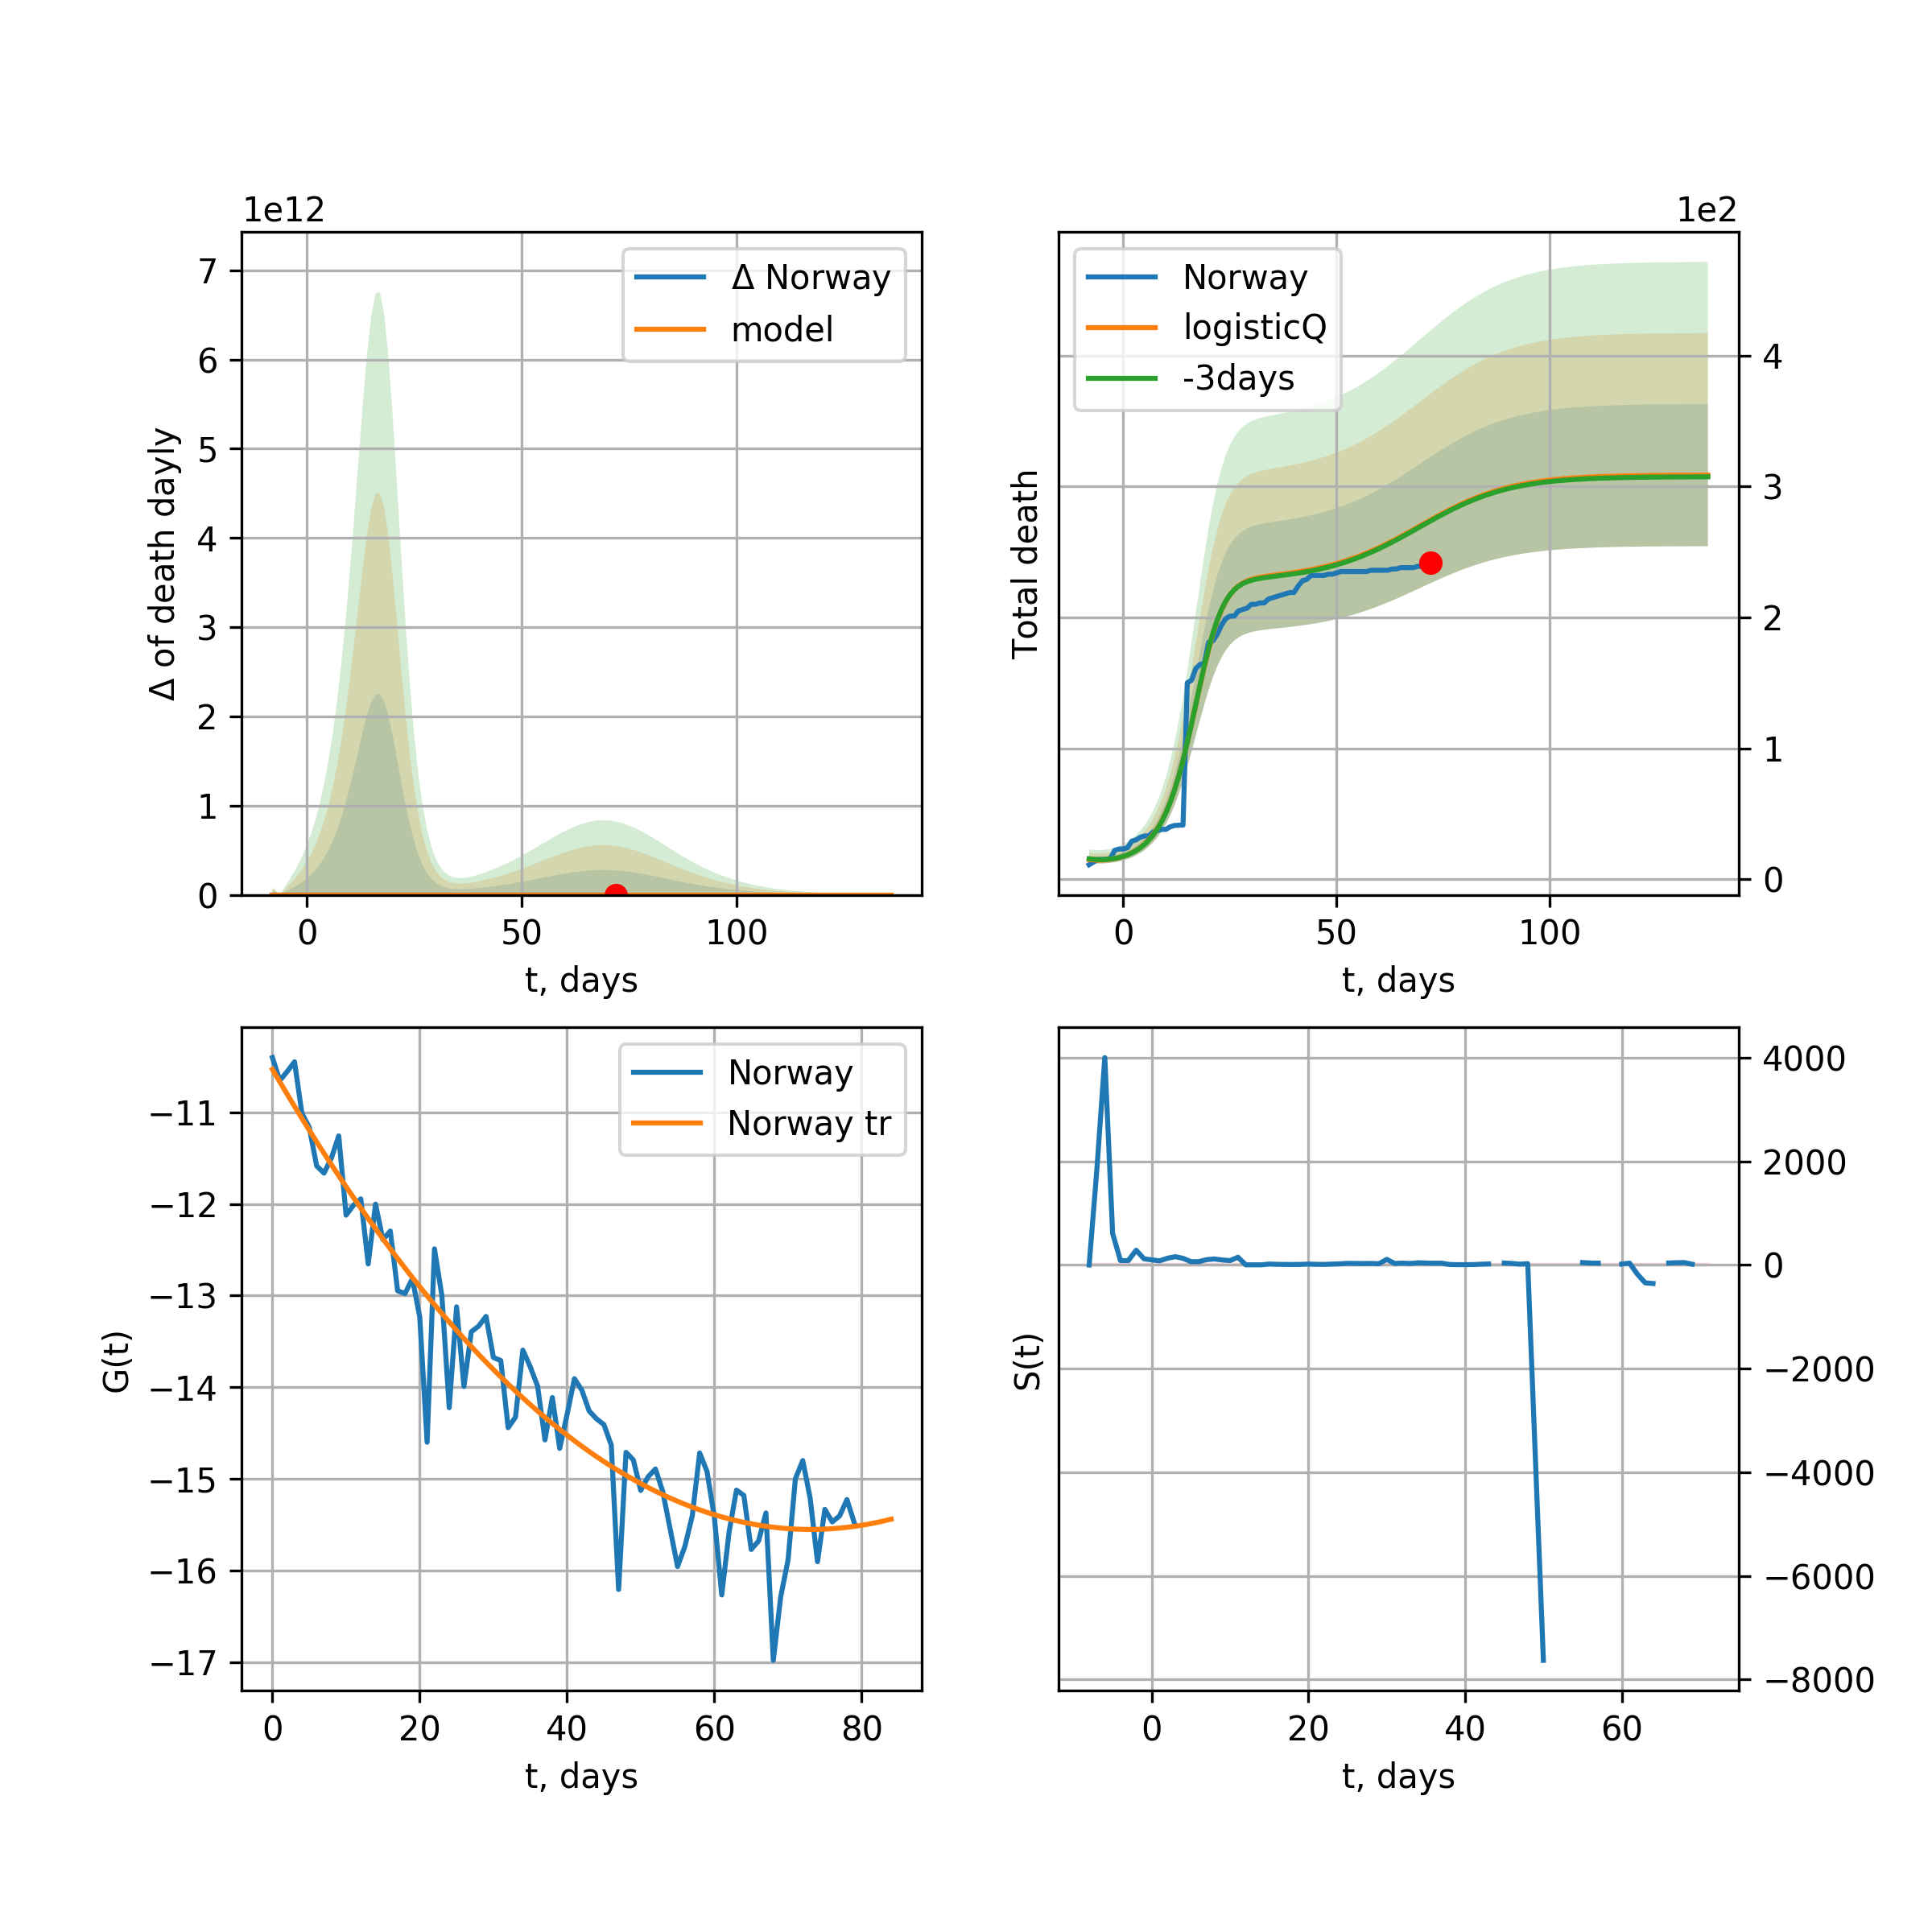 1e12
Δ of death dayly
7
6
5
4
3
2
1
0
0 50 100
t, days
Δ Norway
model
1e2
Total death
4
3
2
1
0
0 50 100
t, days
Norway
logisticQ
-3days
G(t)
−11
−12
−13
−14
−15
−16
−17
0 20 40 60 80
t, days
Norway
Norway tr
S(t)
4000
2000
0
−2000
−4000
−6000
−8000
0 20 40 60
t, days